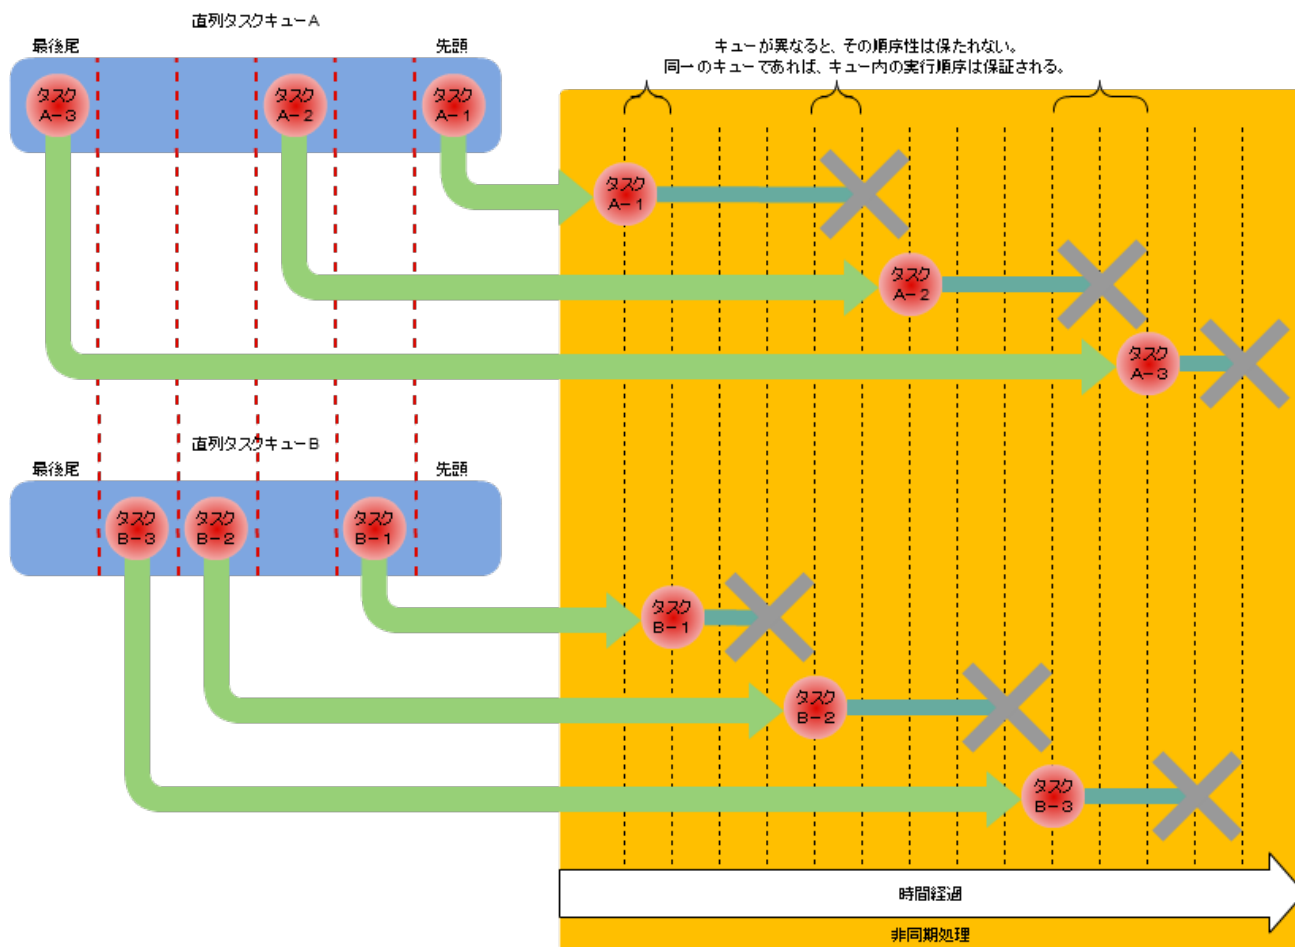 直列タスクキューA
最後尾
先頭
キューが異なると、その順序性は保たれない。
同一のキューであれば、キュー内の実行順序は保証される。
タスク
A-3
タスク
A-2
タスク
A-1
タスク
A-1
タスク
A-2
タスク
A-3
直列タスクキューB
最後尾
先頭
タスク
B-3
タスク
B-2
タスク
B-1
タスク
B-1
タスク
B-2
タスク
B-3
時間経過
非同期処理